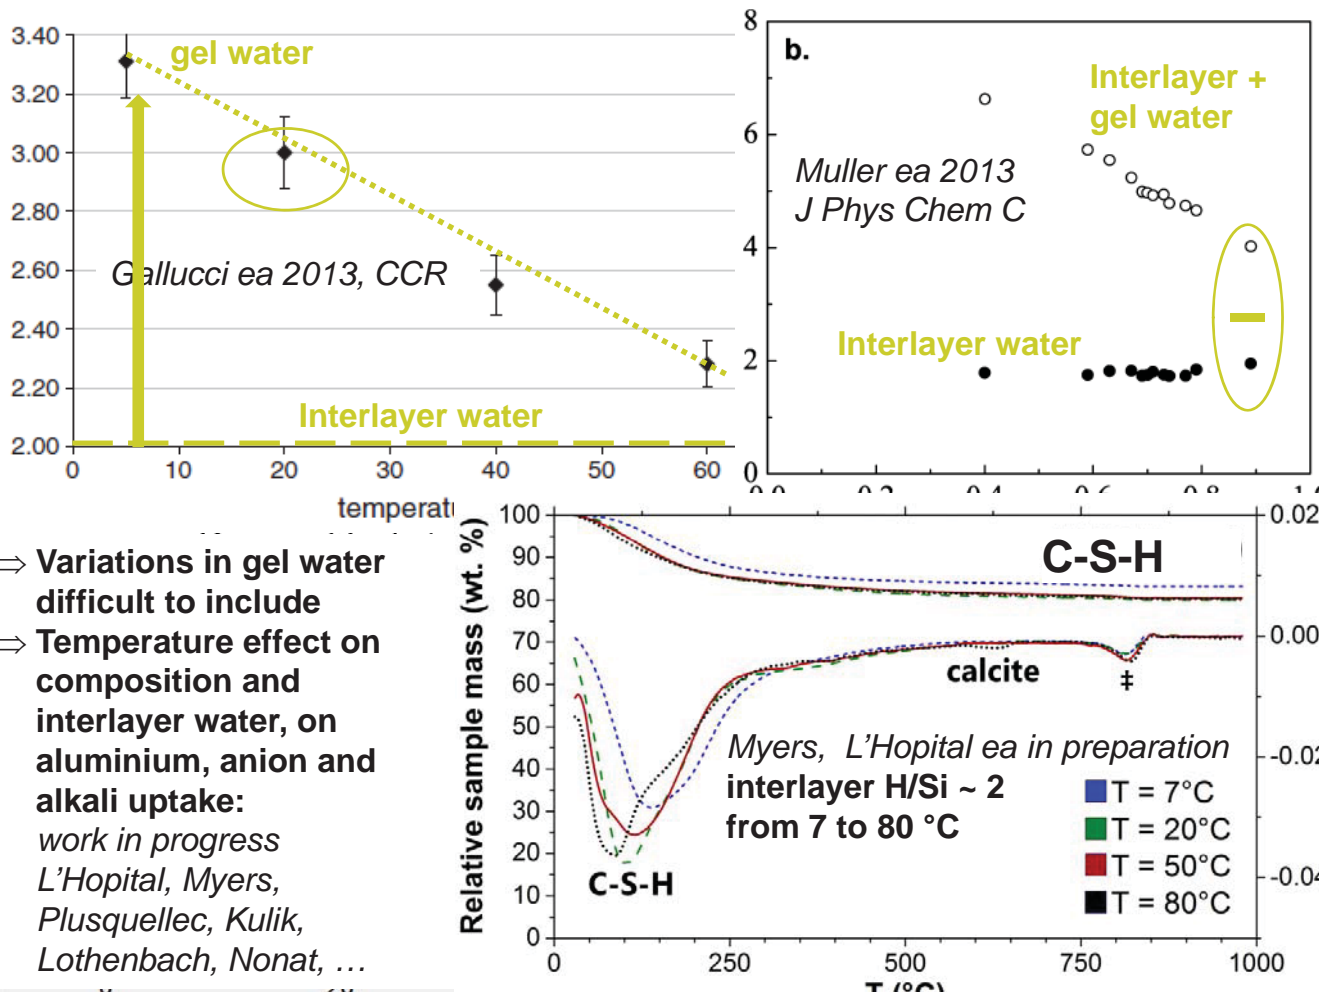 3.40
3.20
3.00
2.80
2.60
2.40
2.20
2.00
gel water
Gallucci ea 2013, CCR
Interlayer water
0
10
20
30
40
50
60
b.
8
6
4
2
0
Interlayer +
gel water
Muller ea 2013
J Phys Chem C
Interlayer water
⇒ Variations in gel water
difficult to include
⇒ Temperature effect on
composition and
interlayer water, on
aluminium, anion and
alkali uptake:
work in progress
L'Hopital, Myers,
Plusquellec, Kulik,
Lothenbach, Nonat, ...
Relative sample mass (wt. %)
100
90
80
70
60
50
40
30
20
10
0
0.02
0.00
C-S-H
calcite
‡
Myers, L'Hopital ea in preparation
interlayer H/Si ~ 2
from 7 to 80 °C
T = 7°C
T = 20°C
T = 50°C
T = 80°C
C-S-H
0
250
500
750
1000
T (°C)